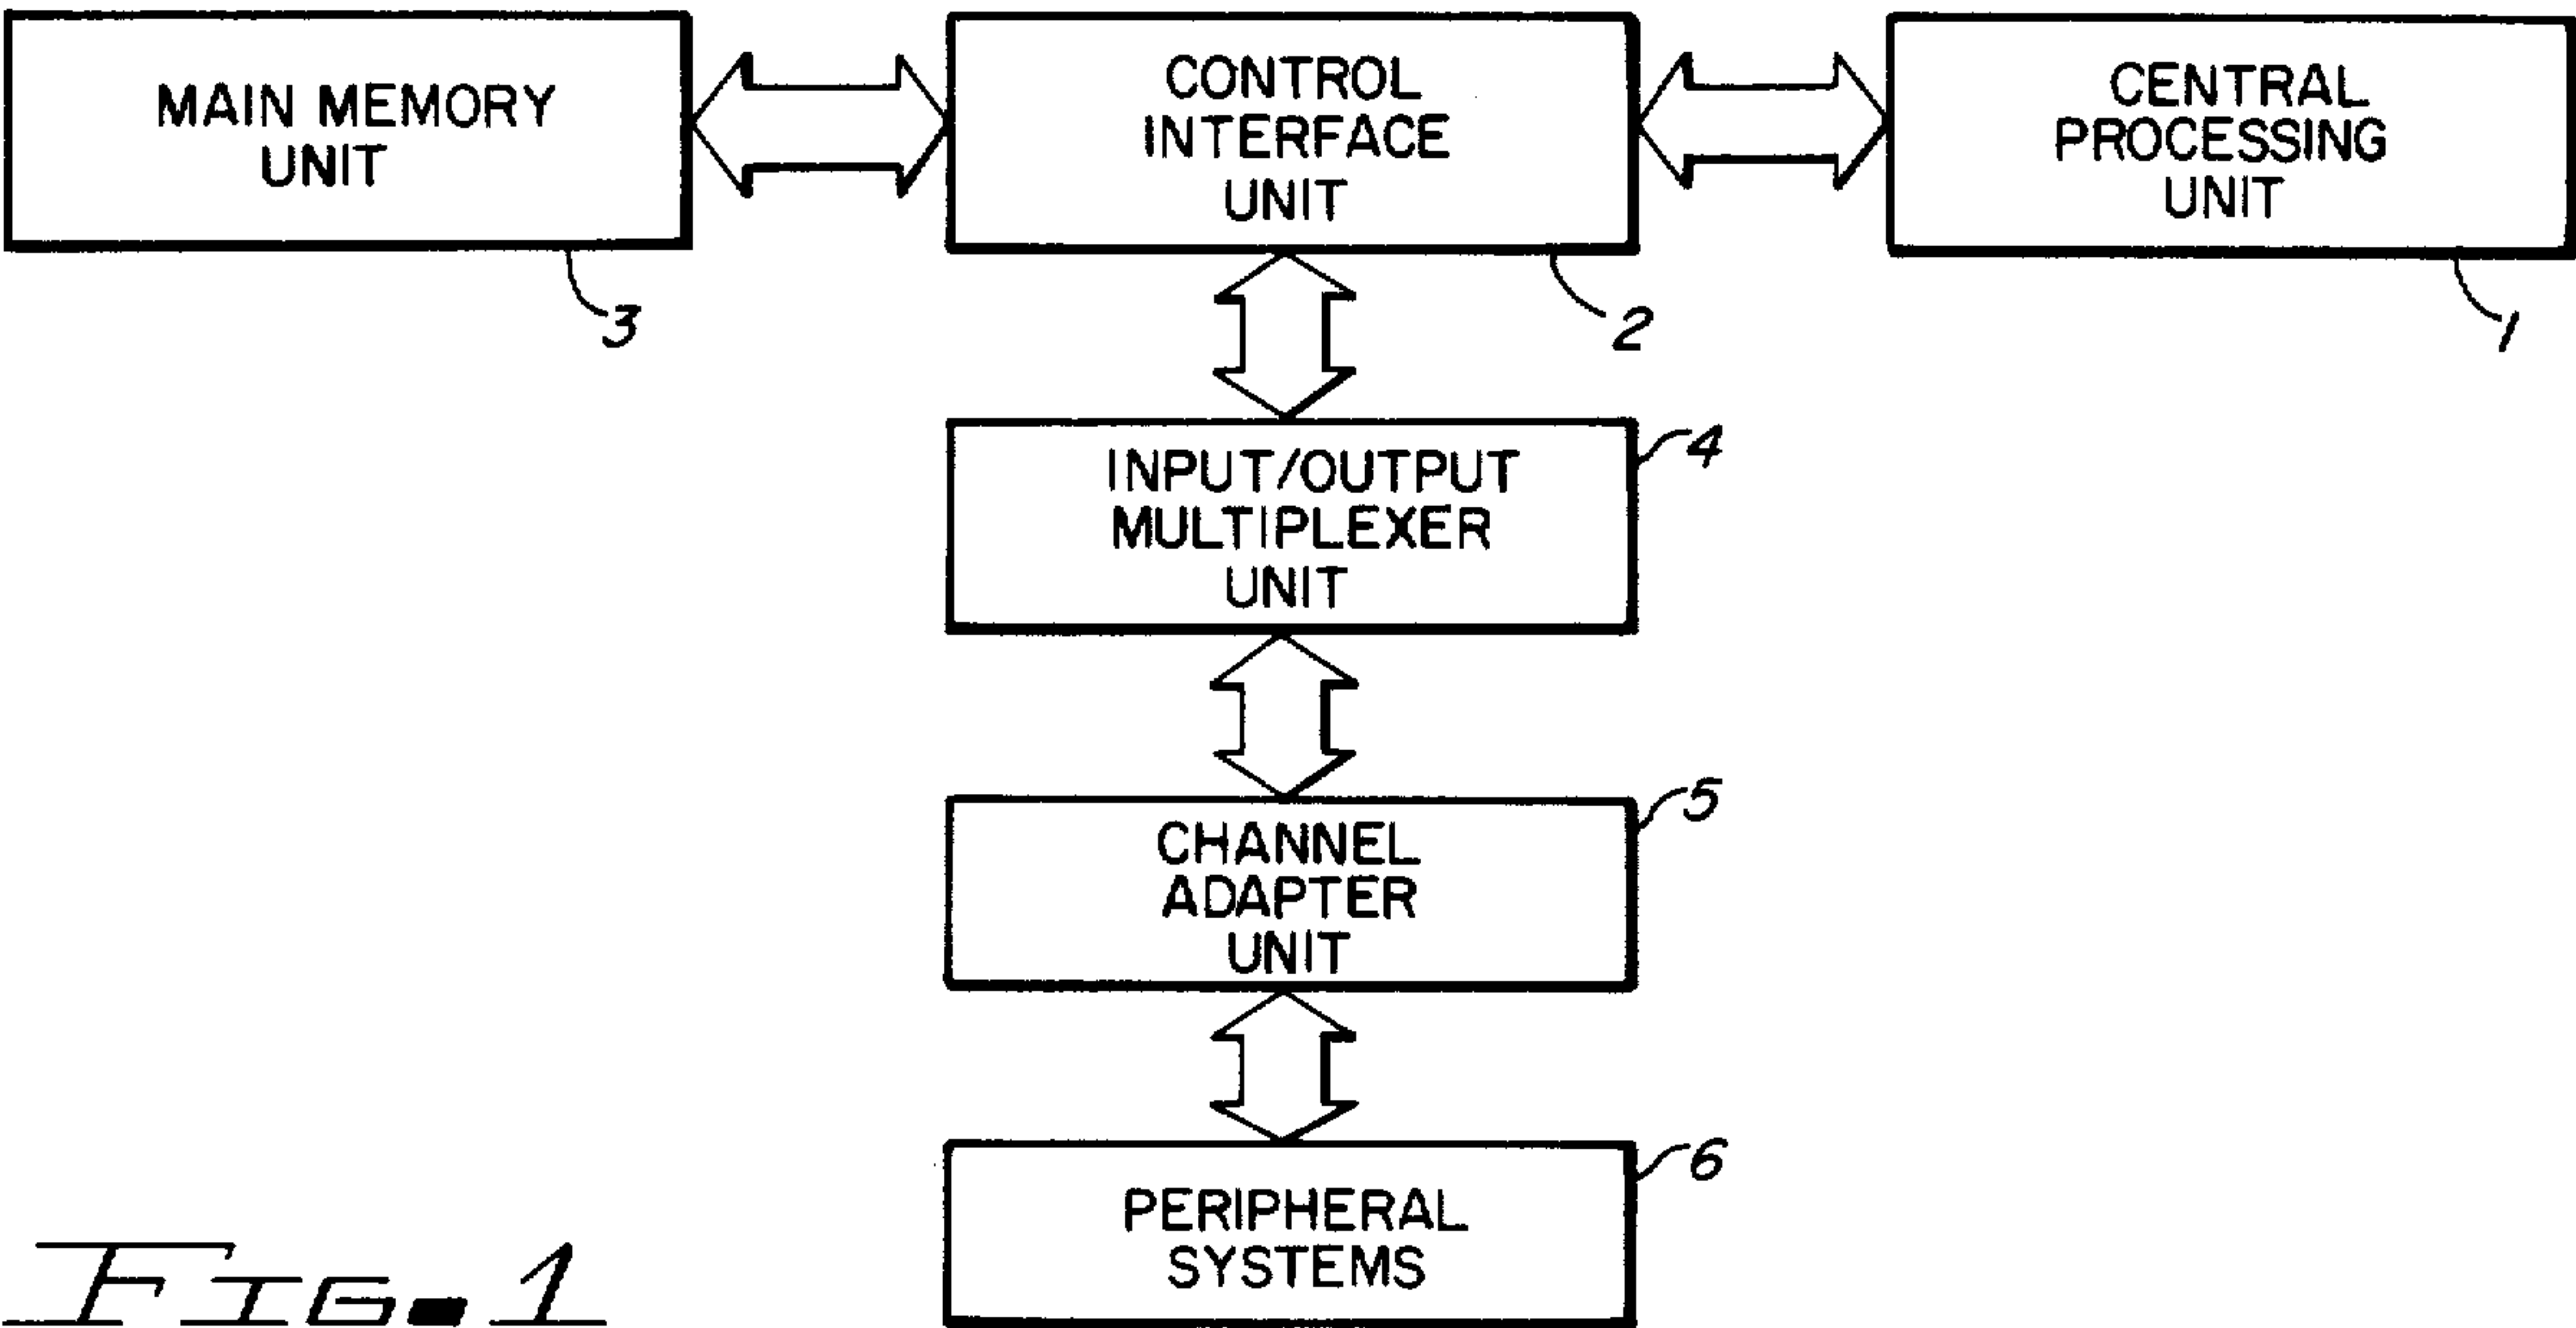 MAIN MEMORY
UNIT
3
CONTROL
INTERFACE
UNIT
2
CENTRAL
PROCESSING
UNIT
1
INPUT/OUTPUT
MULTIPLEXER
UNIT
4
CHANNEL
ADAPTER
UNIT
5
PERIPHERAL
SYSTEMS
6
FIG. 1